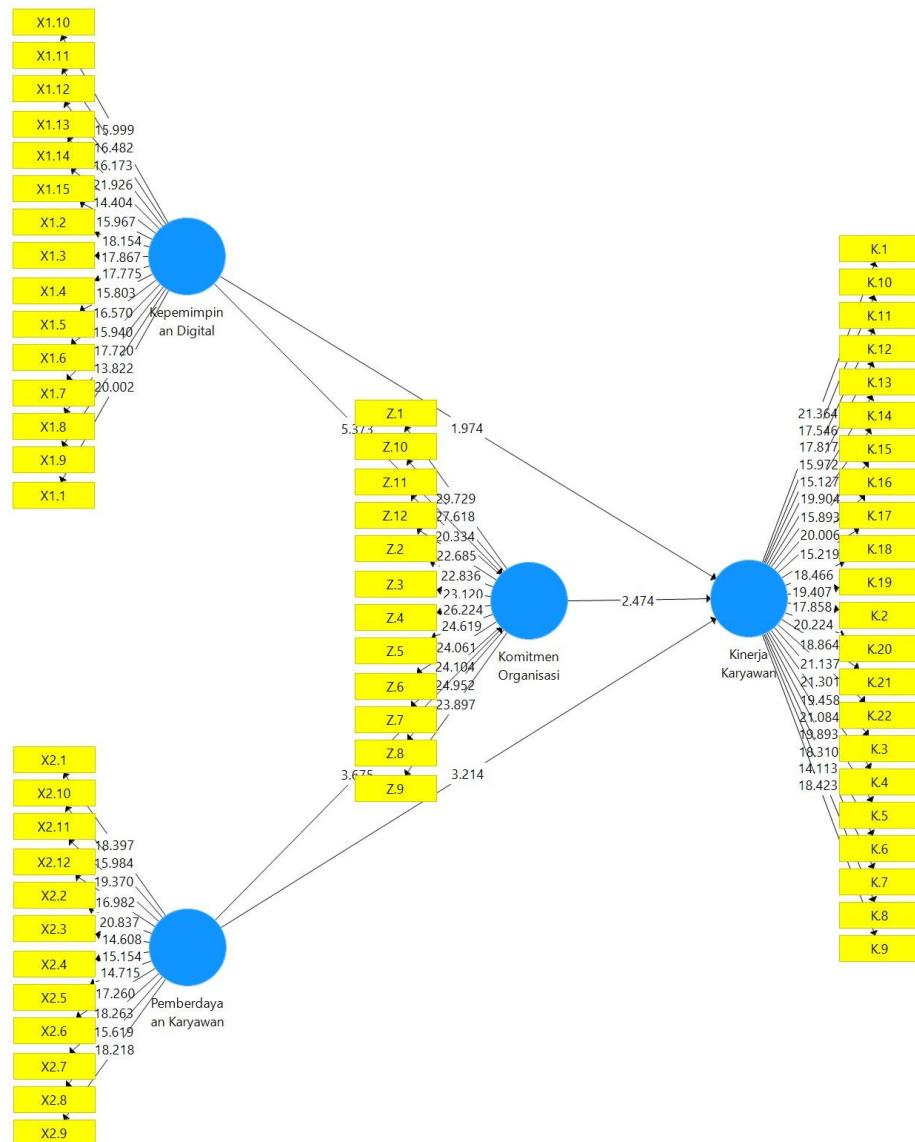 X1.10
X1.11
X1.12
X1.13
X1.14
X1.15
X1.2
X1.3
X1.4
X1.5
X1.6
X1.7
X1.8
X1.9
X1.1
15.999
16.482
16.173
21.926
14.404
15.967
18.154
17.867
17.775
15.803
16.570
15.940
17.720
13.822
20.002
Kepemimpin
an Digital
5.373
1.974
Z.1
Z.10
Z.11
Z.12
Z.2
Z.3
Z.4
Z.5
Z.6
Z.7
Z.8
Z.9
29.729
27.618
20.334
22.685
22.836
23.120
26.224
24.619
24.061
24.104
24.952
23.897
Komitmen
Organisasi
2.474
Kinerja
Karyawan
21.364
17.546
17.817
15.972
15.127
19.904
15.893
20.006
15.219
18.466
19.407
17.858
20.224
18.864
21.137
21.301
19.458
21.084
19.893
18.310
14.113
18.423
K.1
K.10
K.11
K.12
K.13
K.14
K.15
K.16
K.17
K.18
K.19
K.2
K.20
K.21
K.22
K.3
K.4
K.5
K.6
K.7
K.8
K.9
3.675
3.214
X2.1
X2.10
X2.11
X2.12
X2.2
X2.3
X2.4
X2.5
X2.6
X2.7
X2.8
X2.9
18.397
15.984
19.370
16.982
20.837
14.608
15.154
14.715
17.260
18.263
15.619
18.218
Pemberdaya
an Karyawan